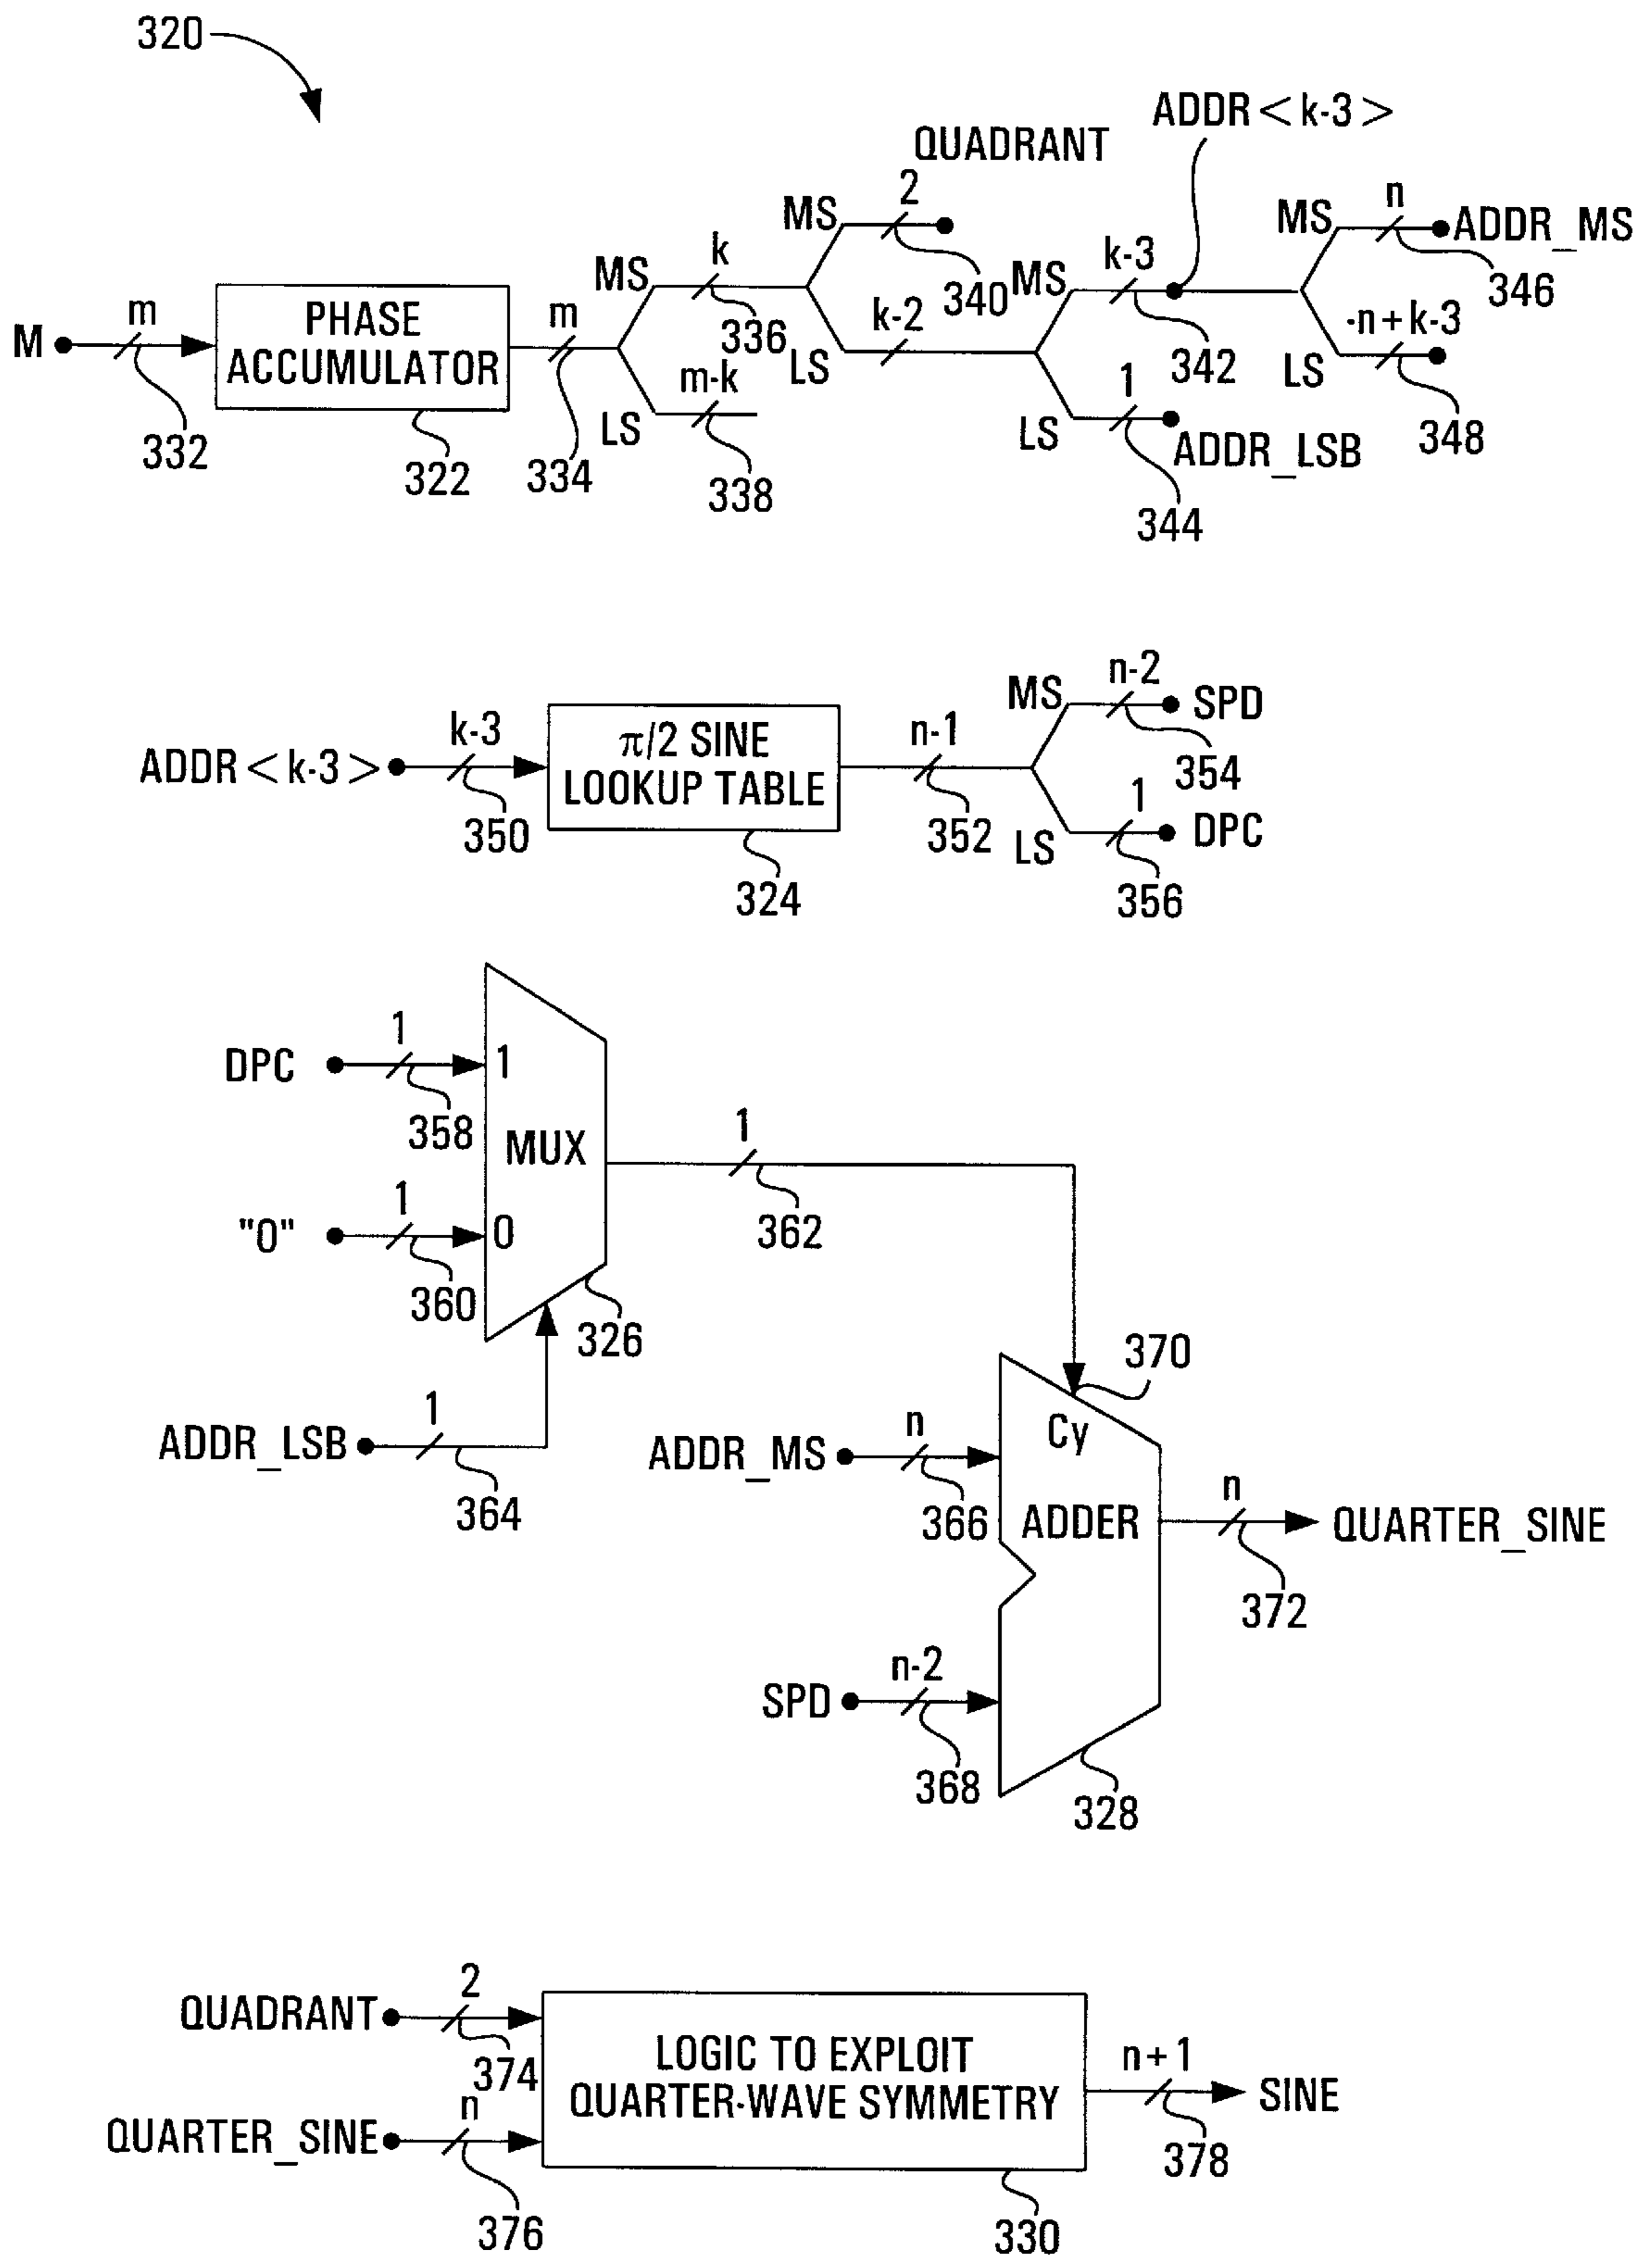 320
ADDR<k-3>
QUADRANT
MS 2
MS n ADDR_MS
340
346
MS k
336
MS k-3
342
M m
332
PHASE
ACCUMULATOR
322
m
334
LS k-2
-n+k-3
LS
348
m-k
LS
338
1
LS
ADDR_LSB
344
ADDR<k-3> k-3
350
π/2 SINE
LOOKUP TABLE
324
n-1
352
MS n-2 SPD
354
LS 1 DPC
356
DPC 1 1
358
MUX
"0" 1 0
360
326
1
362
ADDR_LSB 1
364
370
Cy
ADDR_MS n
366
ADDER
n QUARTER_SINE
372
SPD n-2
368
328
QUADRANT 2
374
QUARTER_SINE n
376
LOGIC TO EXPLOIT
QUARTER-WAVE SYMMETRY
330
n+1 SINE
378